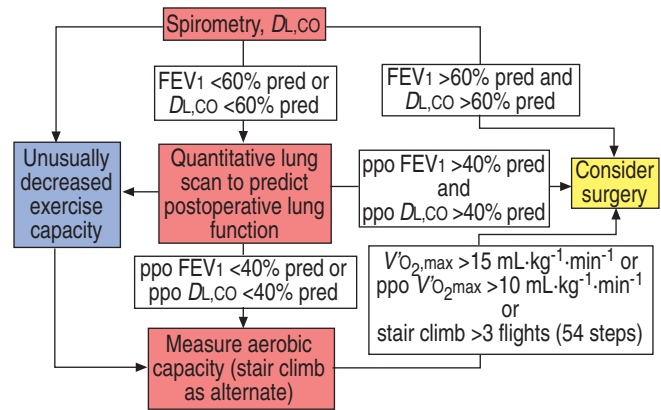 Spirometry, DL,CO
FEV1 <60% pred or
DL,CO <60% pred
FEV1 >60% pred and
DL,CO >60% pred
Unusually
decreased
exercise
capacity
Quantitative lung
scan to predict
postoperative lung
function
ppo FEV1 >40% pred
and
ppo DL,CO >40% pred
Consider
surgery
ppo FEV1 <40% pred or
ppo DL,CO <40% pred
V'O2,max >15 mL·kg-1·min-1 or
ppo V'O2max >10 mL·kg-1·min-1
or
stair climb >3 flights (54 steps)
Measure aerobic
capacity (stair climb
as alternate)